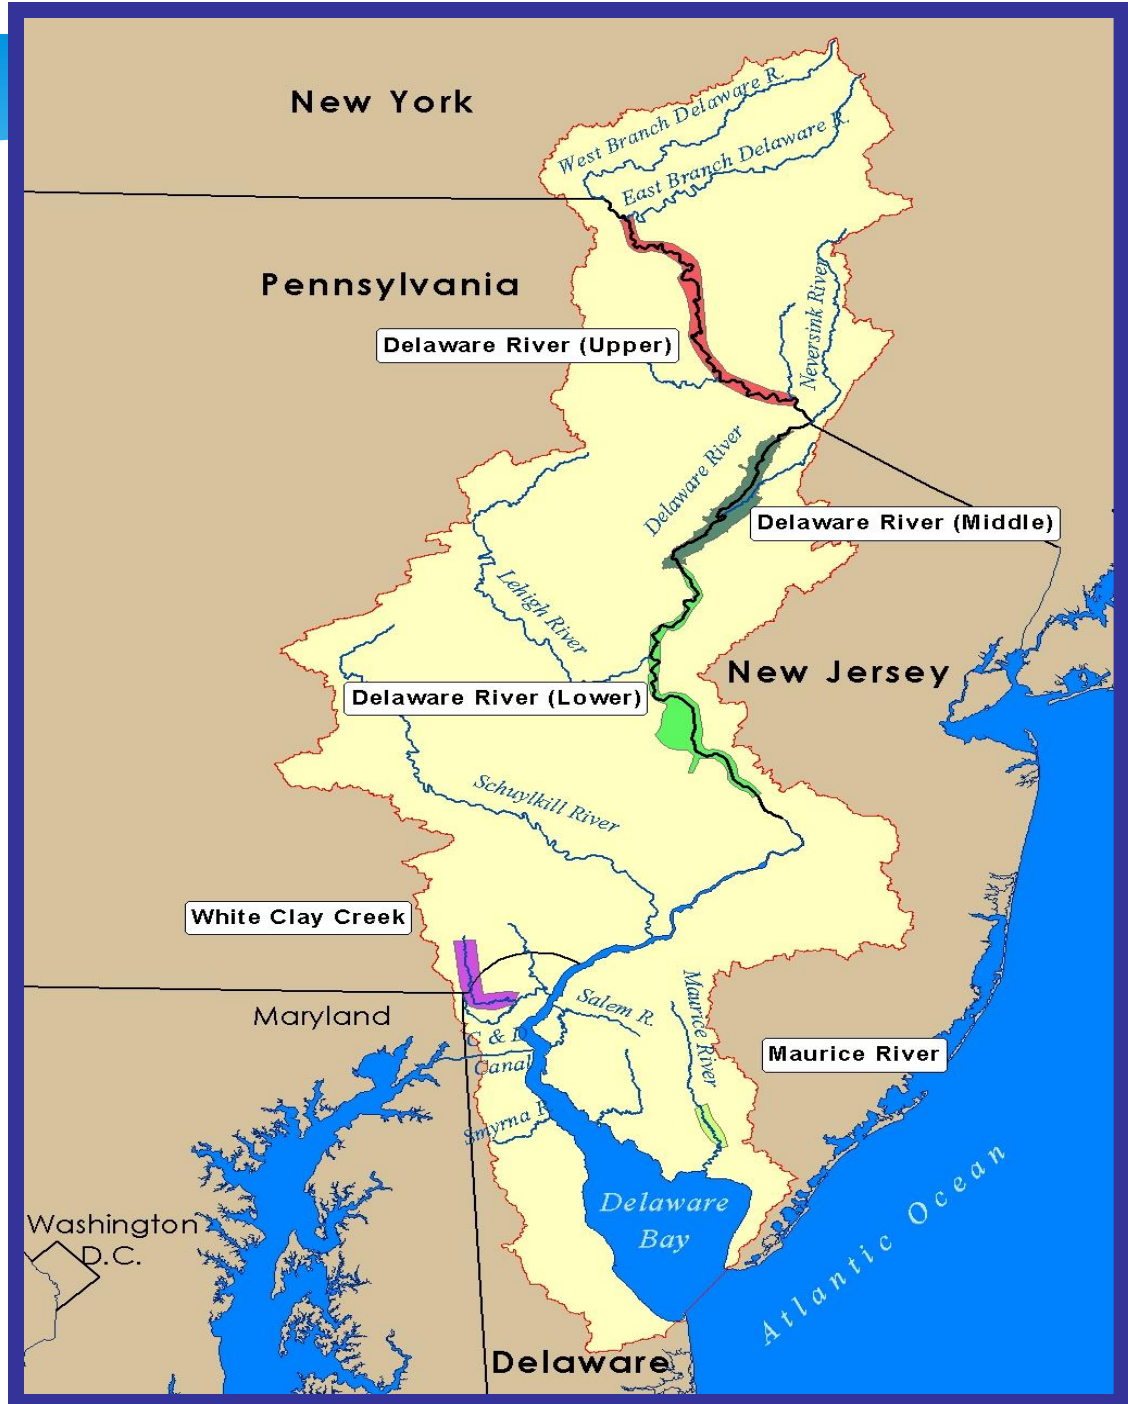 New York
West Branch Delaware R.
East Branch Delaware R.
Pennsylvania
Neversink River
Delaware River (Upper)
Delaware River
Delaware River (Middle)
Lehigh River
New Jersey
Delaware River (Lower)
Schuylkill River
White Clay Creek
Maryland
Salem R.
Maurice River
C & D
Canal
Maurice River
Smyrna R.
Delaware
Bay
Atlantic Ocean
Washington
D.C.
Delaware